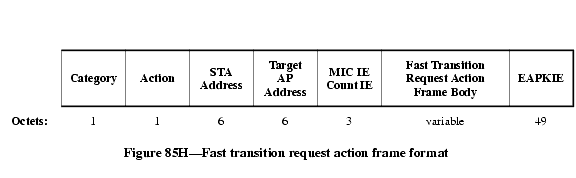 Category
Action
STA
Address
Target
AP
Address
MIC IE
Count IE
Fast Transition
Request Action
Frame Body
EAPKIE
Octets: 1 1 6 6 3 variable 49
Figure 85H—Fast transition request action frame format